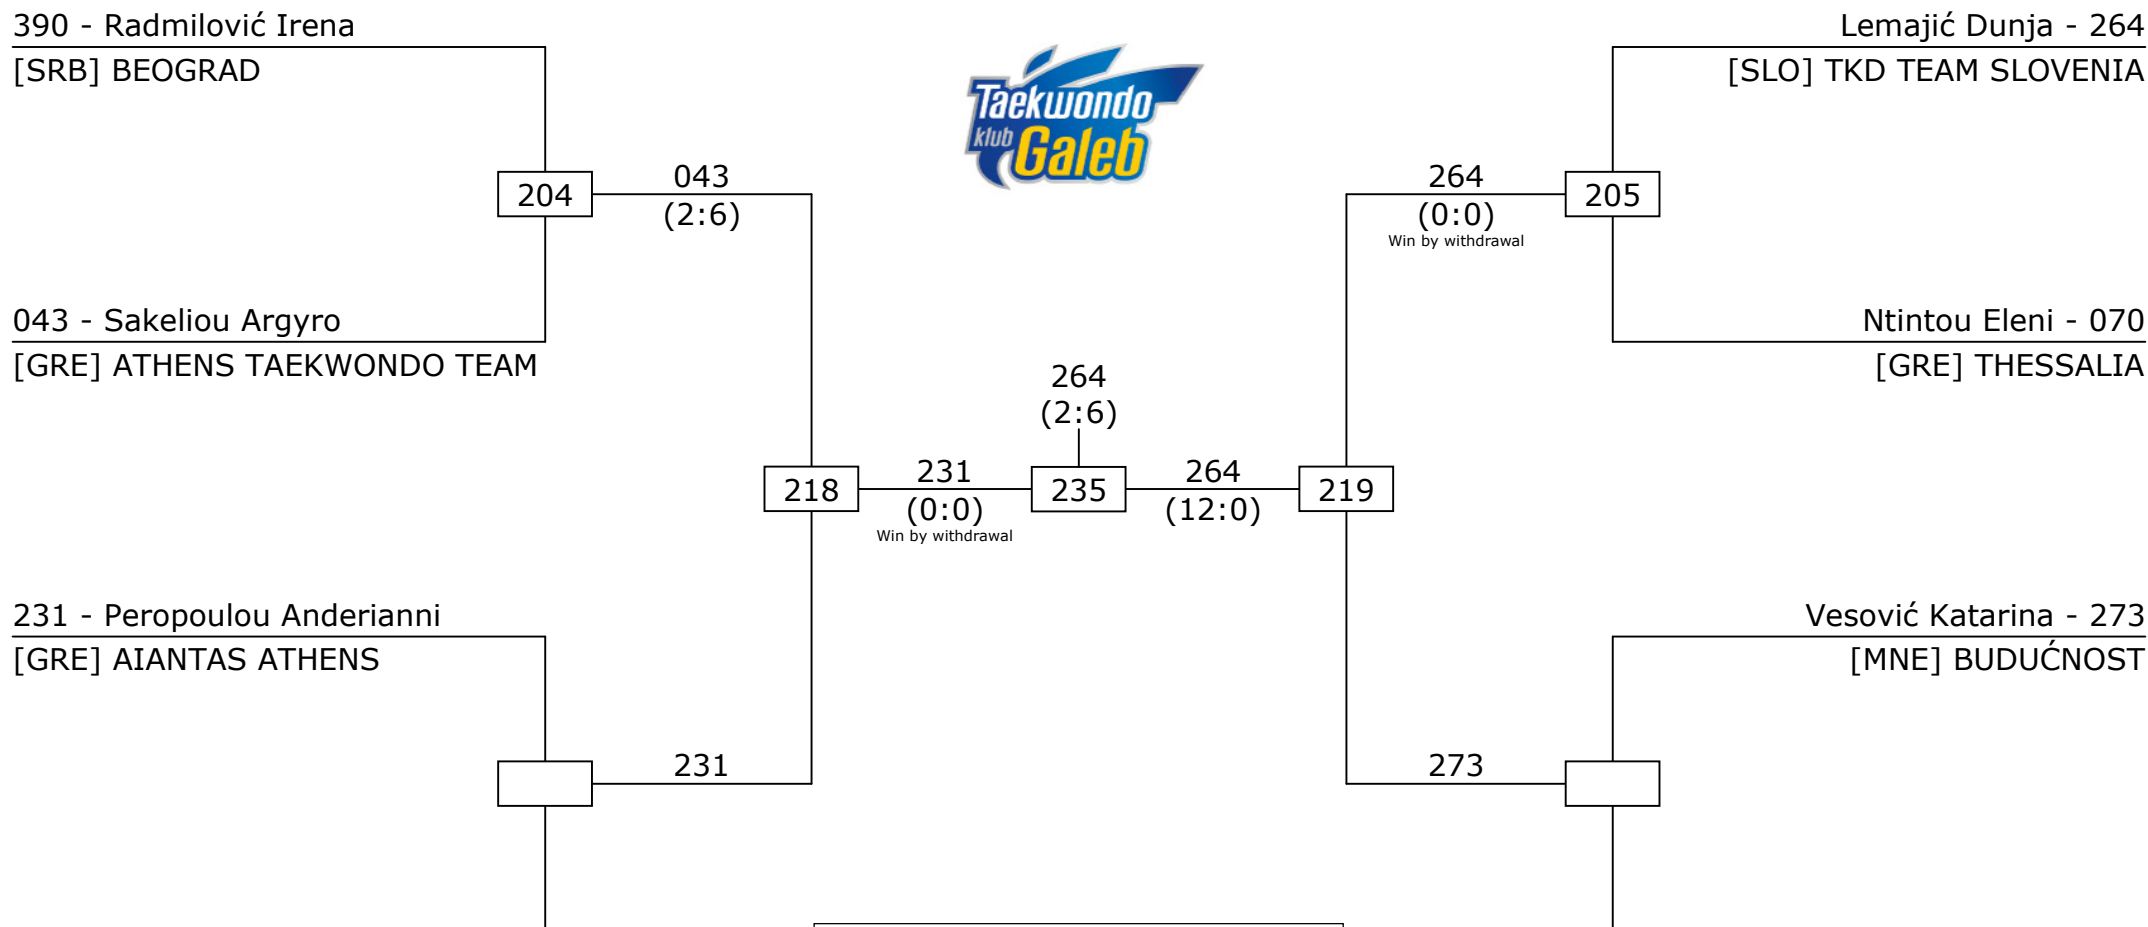 390 - Radmilović Irena
[SRB] BEOGRAD
Lemajić Dunja - 264
[SLO] TKD TEAM SLOVENIA
Taekwondo
klub Galeb
204
043
(2:6)
264
(0:0)
Win by withdrawal
205
043 - Sakeliou Argyro
[GRE] ATHENS TAEKWONDO TEAM
Ntintou Eleni - 070
[GRE] THESSALIA
264
(2:6)
218
231
(0:0)
Win by withdrawal
235
264
(12:0)
219
231 - Peropoulou Anderianni
[GRE] AIANTAS ATHENS
Vesović Katarina - 273
[MNE] BUDUĆNOST
231
273